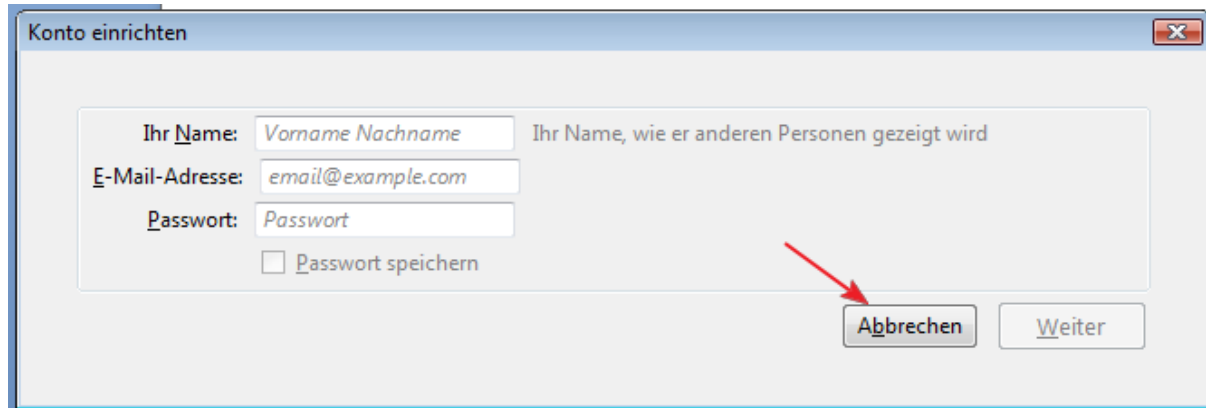 Konto einrichten
Ihr Name: Vorname Nachname Ihr Name, wie er anderen Personen gezeigt wird
E-Mail-Adresse: email@example.com
Passwort: Passwort
Passwort speichern
Abbrechen Weiter